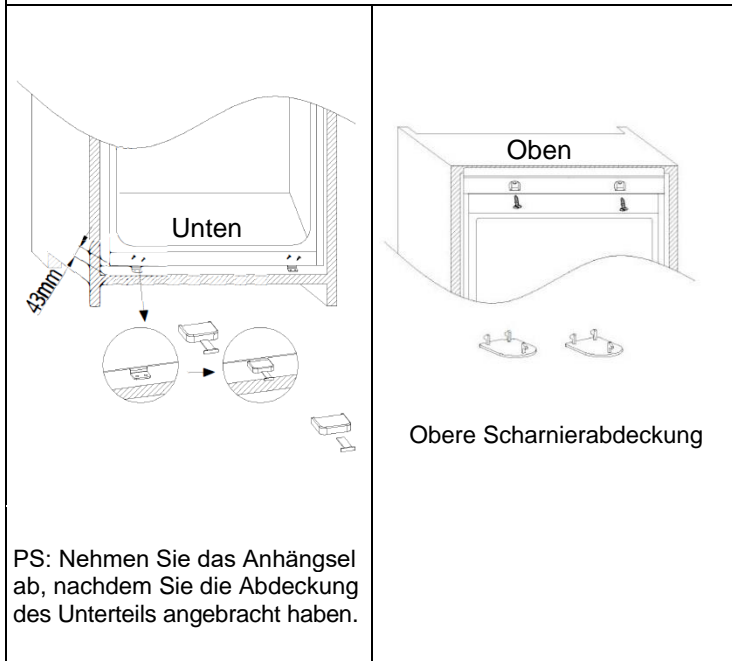 Unten
43mm
PS: Nehmen Sie das Anhängsel
ab, nachdem Sie die Abdeckung
des Unterteils angebracht haben.
Oben
Obere Scharnierabdeckung